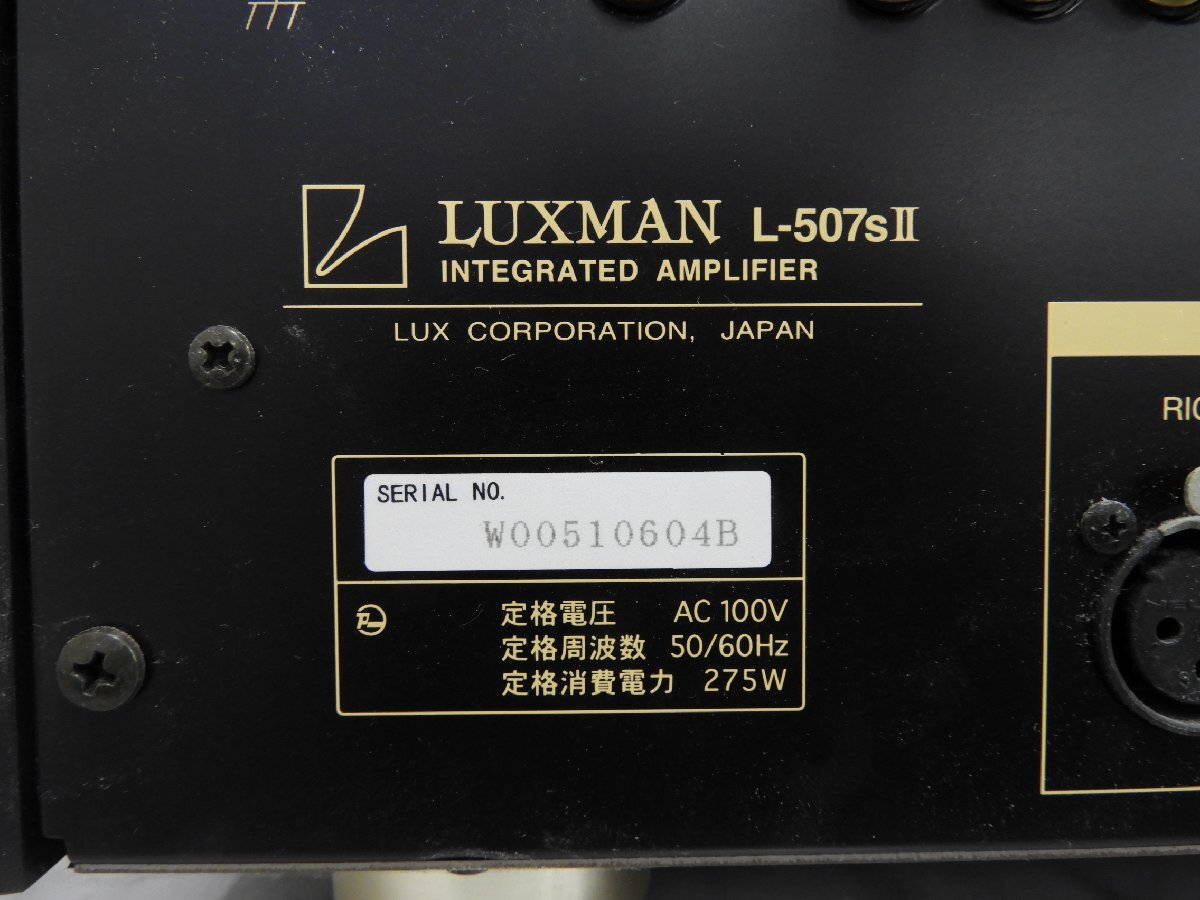 LUXMAN L-507sII
INTEGRATED AMPLIFIER
LUX CORPORATION, JAPAN
SERIAL NO.
W00510604B
定格電圧 AC 100V
定格周波数 50/60Hz
定格消費電力 275W